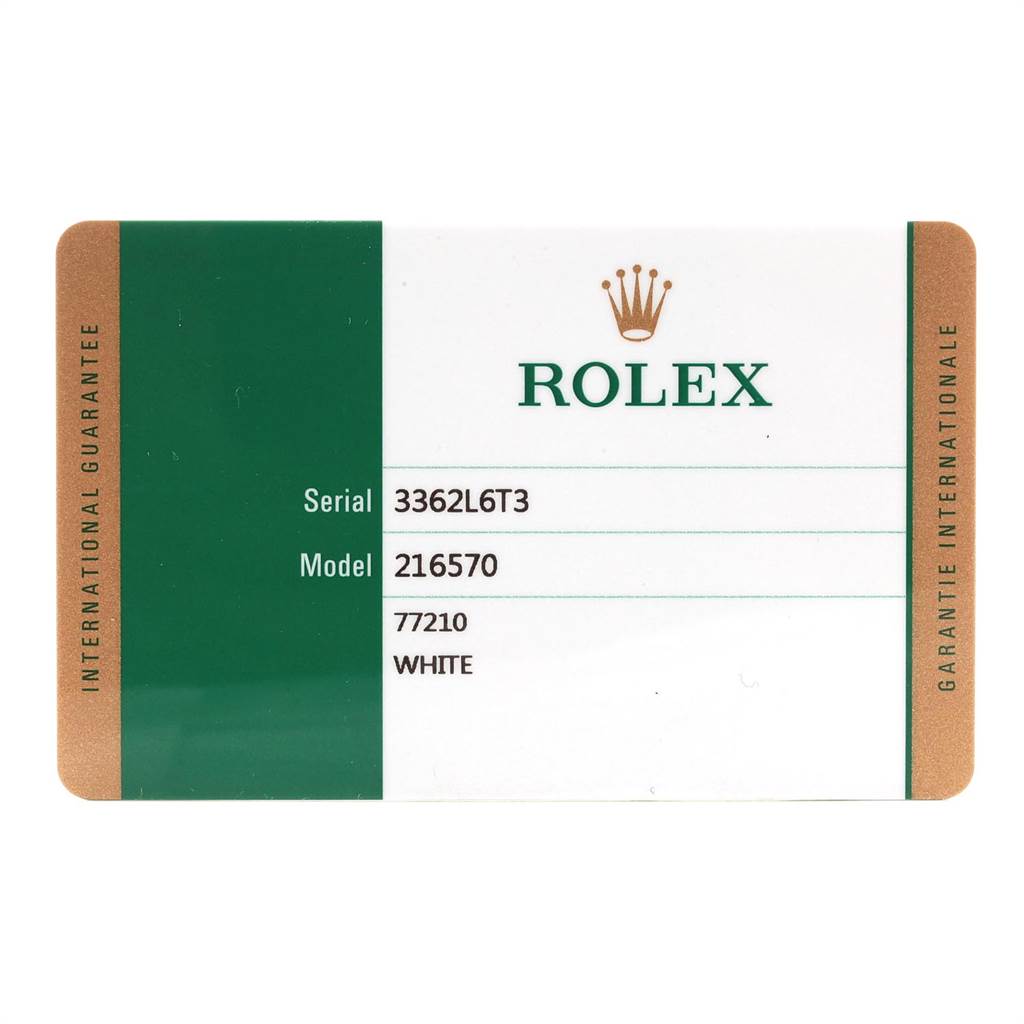 INTERNATIONAL GUARANTEE
ROLEX
Serial 3362L6T3
Model 216570
77210
WHITE
GARANTIE INTERNATIONALE